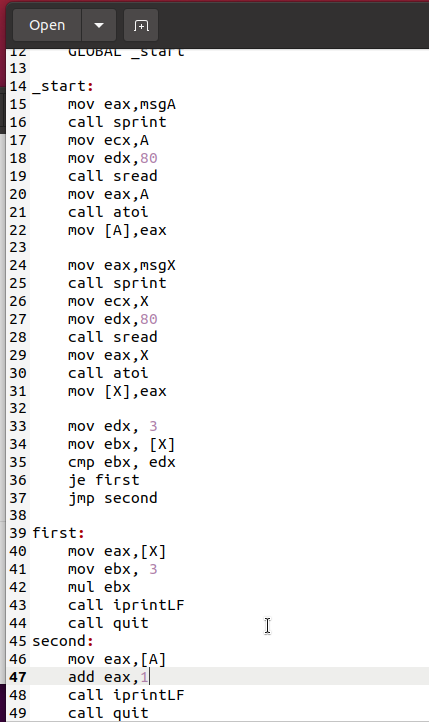 Open
12 GLOBAL _start
13
14 _start:
15 mov eax,msgA
16 call sprint
17 mov ecx,A
18 mov edx,80
19 call sread
20 mov eax,A
21 call atoi
22 mov [A],eax
23
24 mov eax,msgX
25 call sprint
26 mov ecx,X
27 mov edx,80
28 call sread
29 mov eax,X
30 call atoi
31 mov [X],eax
32
33 mov edx, 3
34 mov ebx, [X]
35 cmp ebx, edx
36 je first
37 jmp second
38
39 first:
40 mov eax,[X]
41 mov ebx, 3
42 mul ebx
43 call iprintLF
44 call quit
45 second:
46 mov eax,[A]
47 add eax,1
48 call iprintLF
49 call quit